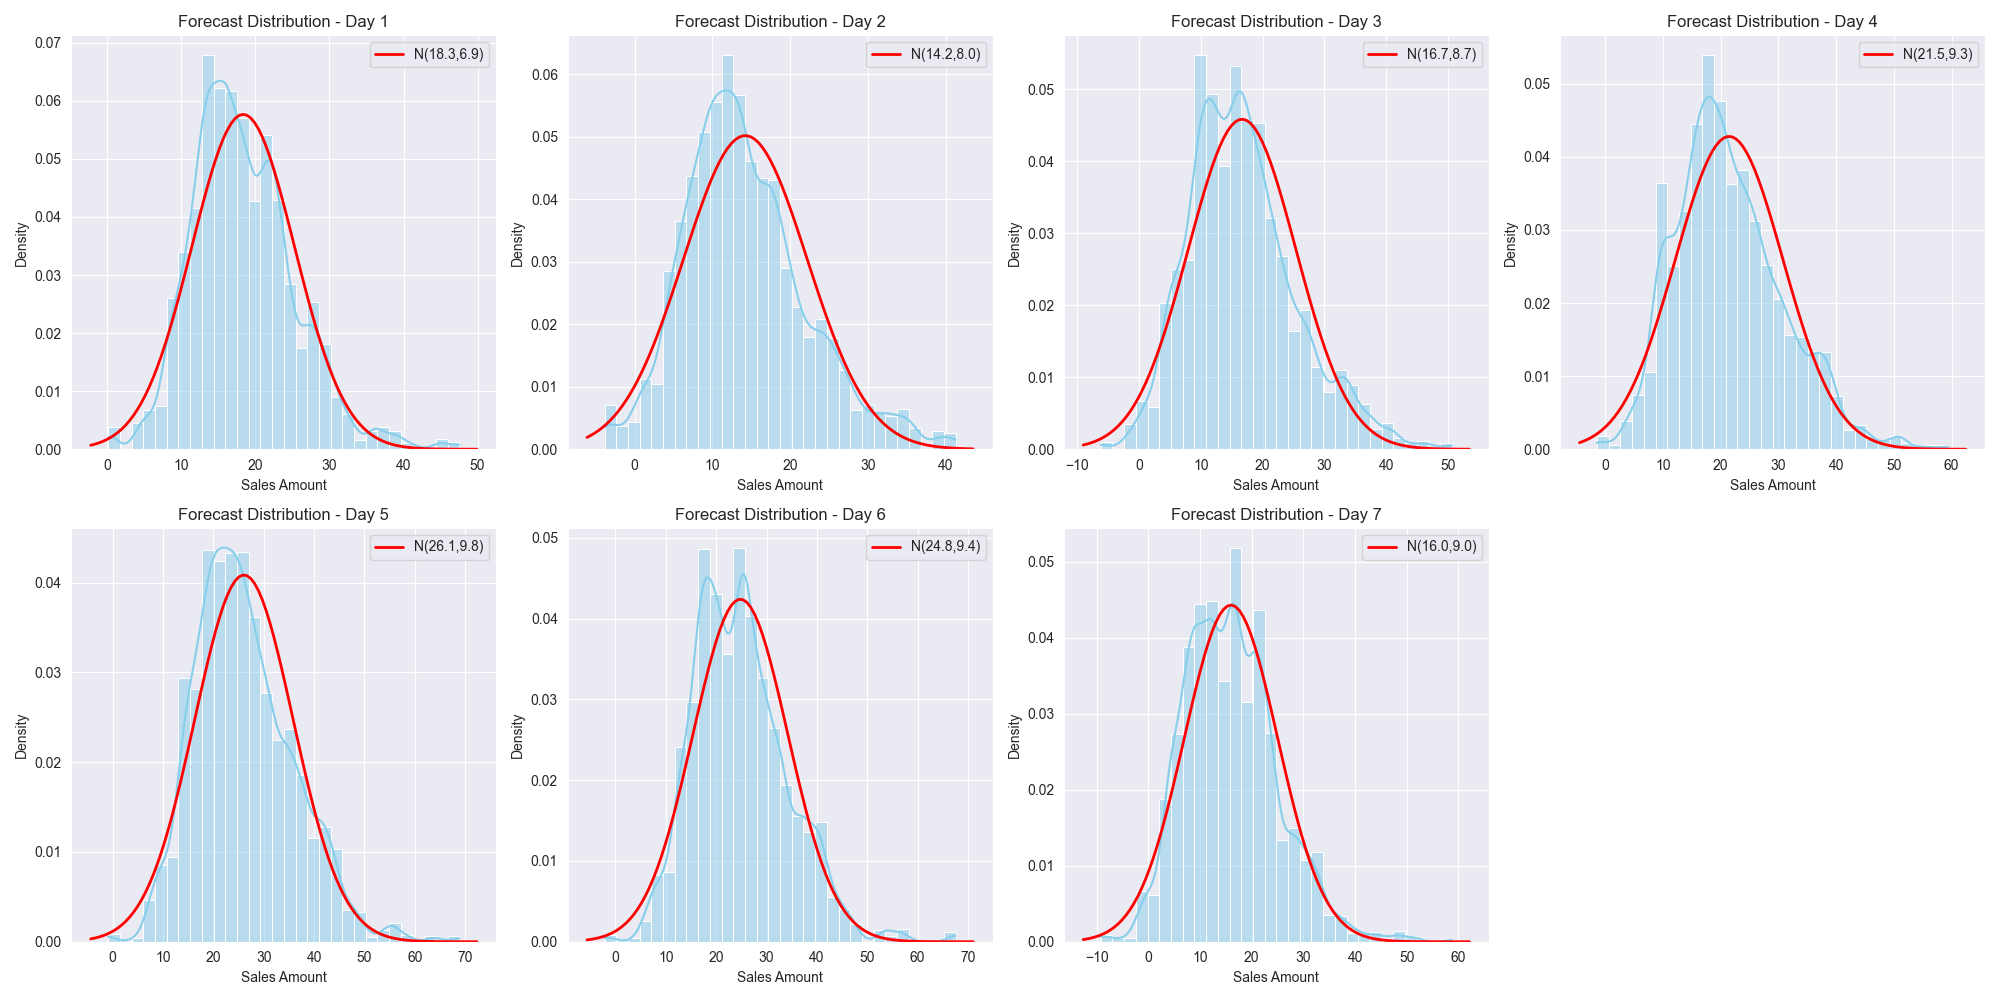 Forecast Distribution - Day 1
N(18.3,6.9)
0.07
0.06
0.05
0.04
0.03
0.02
0.01
0.00
Density
0 10 20 30 40 50
Sales Amount
Forecast Distribution - Day 2
N(14.2,8.0)
0.06
0.05
0.04
0.03
0.02
0.01
0.00
Density
0 10 20 30 40
Sales Amount
Forecast Distribution - Day 3
N(16.7,8.7)
0.05
0.04
0.03
0.02
0.01
0.00
Density
−10 0 10 20 30 40 50
Sales Amount
Forecast Distribution - Day 4
N(21.5,9.3)
0.05
0.04
0.03
0.02
0.01
0.00
Density
0 10 20 30 40 50 60
Sales Amount
Forecast Distribution - Day 5
N(26.1,9.8)
0.04
0.03
0.02
0.01
0.00
Density
0 10 20 30 40 50 60 70
Sales Amount
Forecast Distribution - Day 6
N(24.8,9.4)
0.05
0.04
0.03
0.02
0.01
0.00
Density
0 10 20 30 40 50 60 70
Sales Amount
Forecast Distribution - Day 7
N(16.0,9.0)
0.05
0.04
0.03
0.02
0.01
0.00
Density
−10 0 10 20 30 40 50 60
Sales Amount